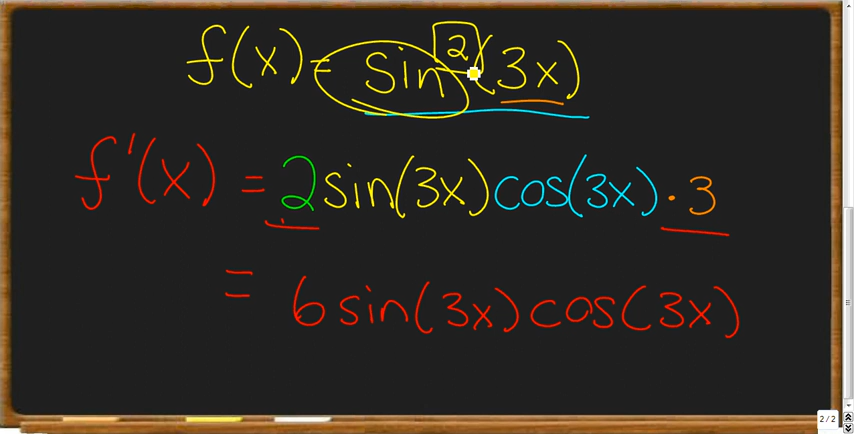 f(x) = sin²(3x)
f'(x) = 2sin(3x)cos(3x)·3
= 6sin(3x)cos(3x)
2/2